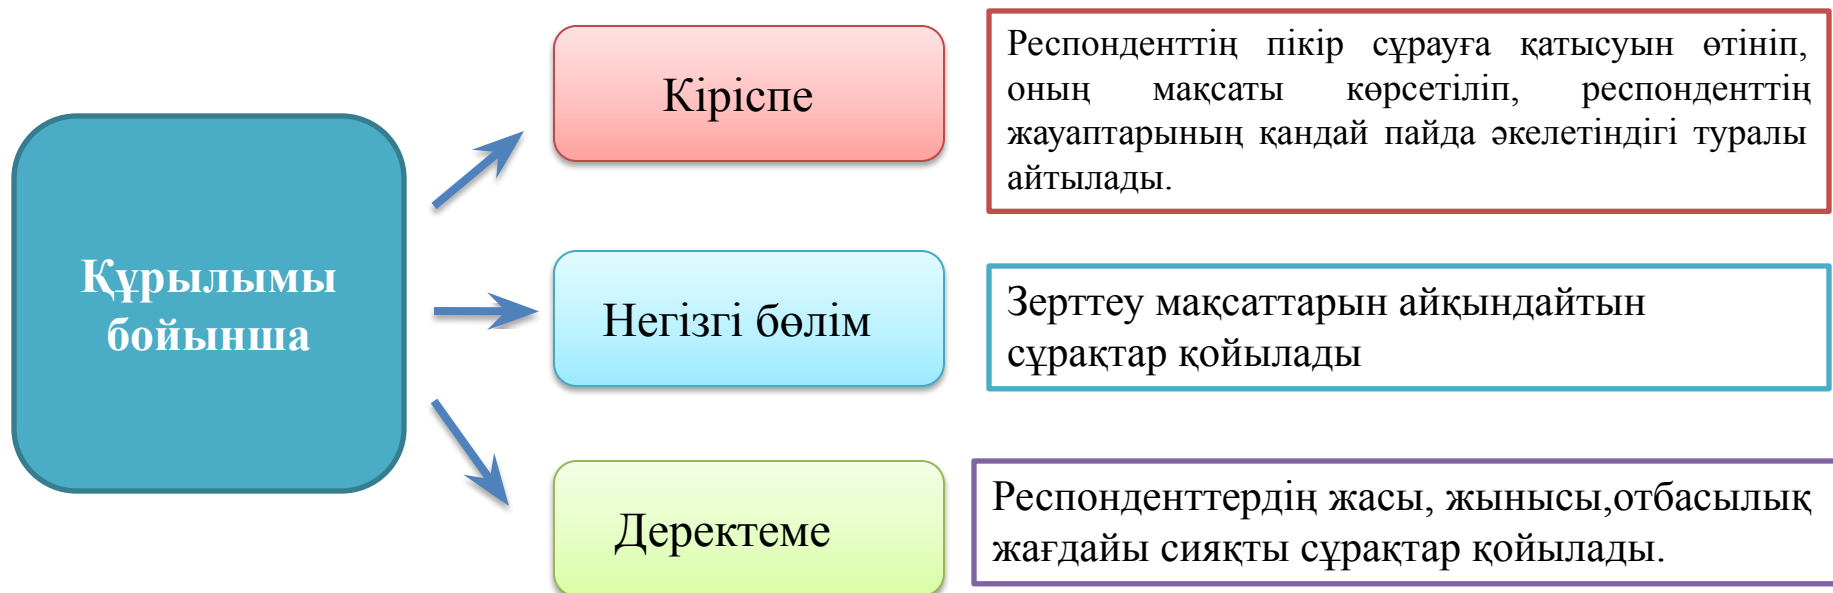 Құрылымы
бойынша
Кіріспе
Респонденттің пікір сұрауға қатысуын өтініп,
оның мақсаты көрсетіліп, респонденттің
жауаптарының қандай пайда әкелетіндігі туралы
айтылады.
Негізгі бөлім
Зерттеу мақсаттарын айқындайтын
сұрақтар қойылады
Деректеме
Респонденттердің жасы, жынысы,отбасылық
жағдайы сияқты сұрақтар қойылады.